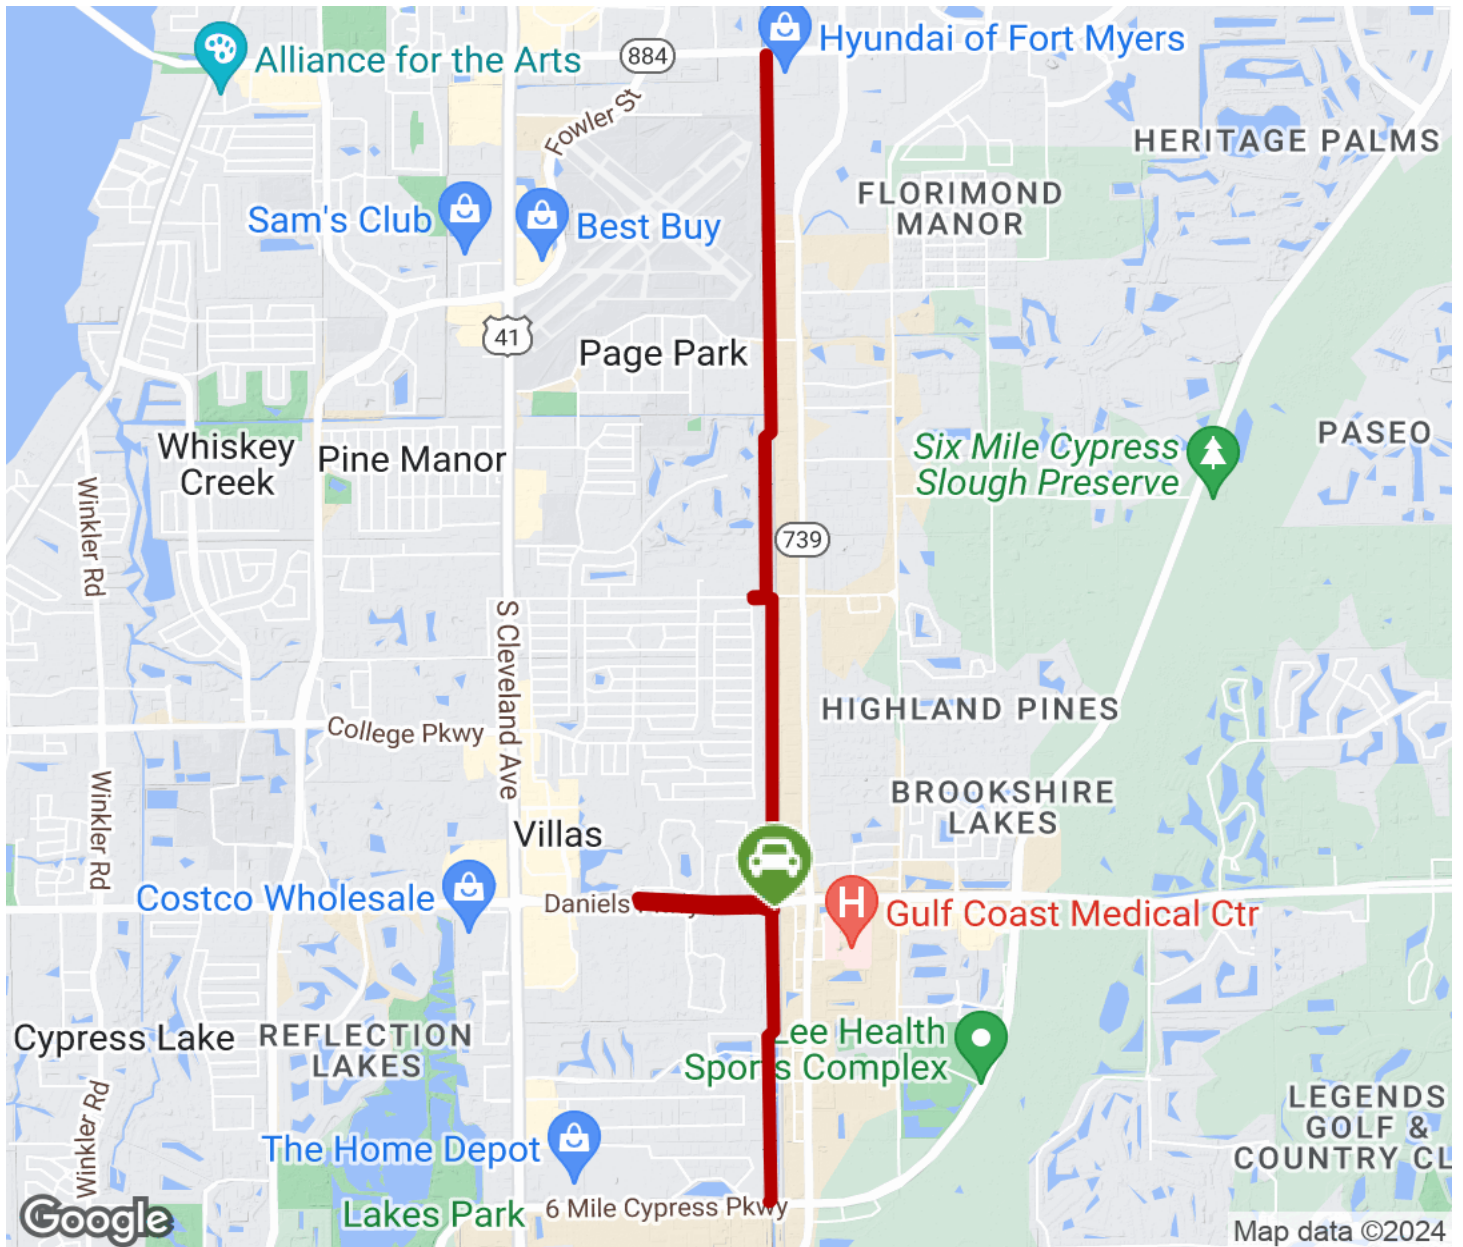 Hyundai of Fort Myers
884
Alliance for the Arts
Fowler St
HERITAGE PALMS
FLORIMOND
MANOR
Sam's Club
Best Buy
41
Page Park
PASEO
Whiskey
Creek
Pine Manor
Six Mile Cypress
Slough Preserve
Winkler Rd
739
S Cleveland Ave
HIGHLAND PINES
College Pkwy
Winkler Rd
BROOKSHIRE
LAKES
Villas
Costco Wholesale
Daniels
H
Gulf Coast Medical Ctr
Cypress Lake
REFLECTION
LAKES
Lee Health
Sports Complex
Winkler Rd
LEGENDS
GOLF &
COUNTRY CL
The Home Depot
Lakes Park
6 Mile Cypress Pkwy
Google
Map data ©2024